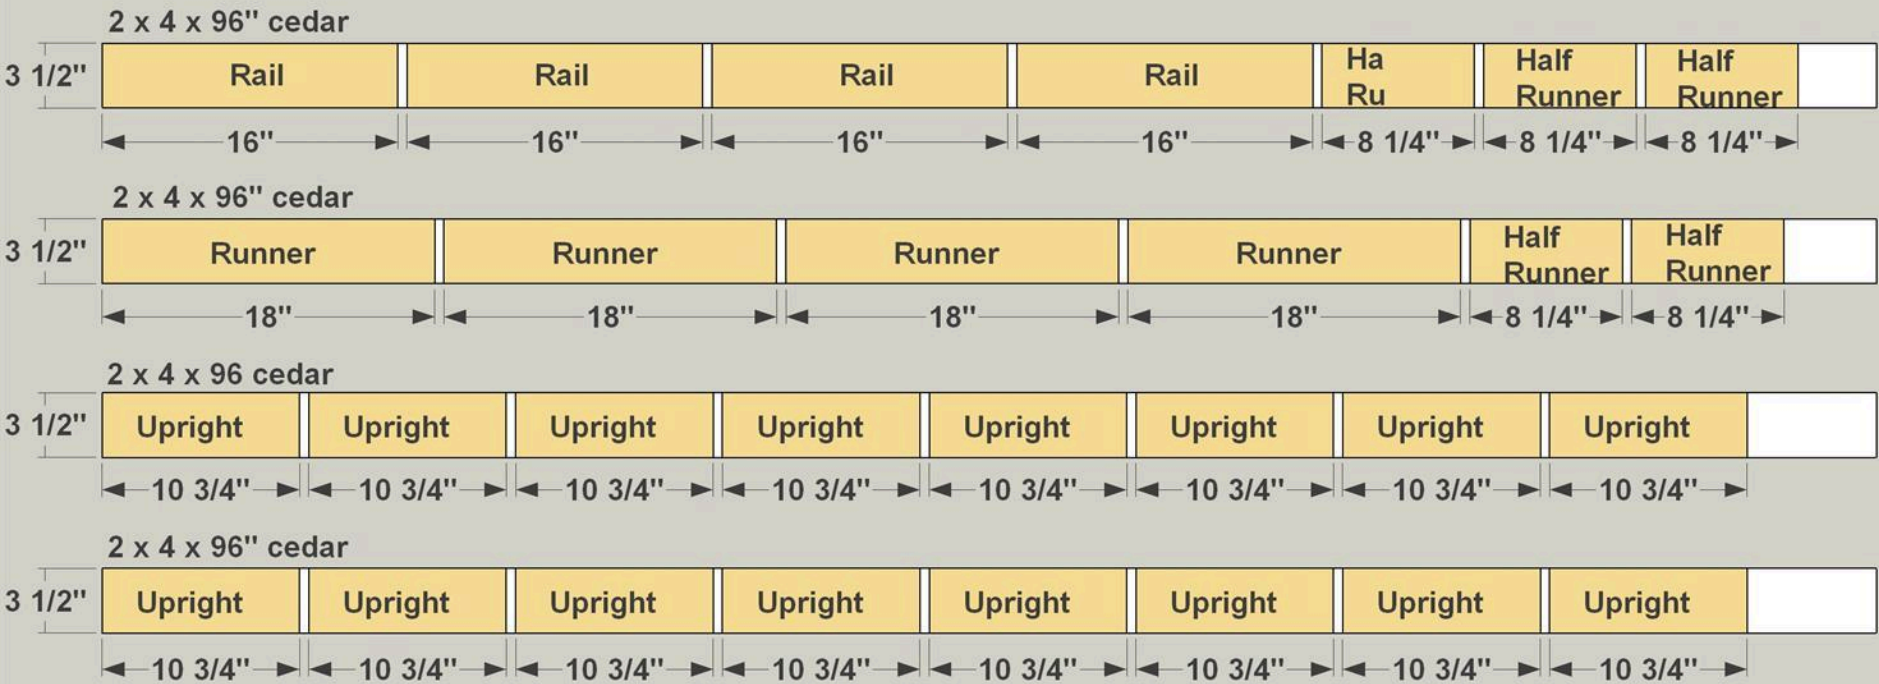 2 x 4 x 96" cedar
3 1/2"
Rail Rail Rail Rail Ha Half Half
Ru Runner Runner
16" 16" 16" 16" 8 1/4" 8 1/4" 8 1/4"
2 x 4 x 96" cedar
3 1/2"
Runner Runner Runner Runner Half Half
Runner Runner
18" 18" 18" 18" 8 1/4" 8 1/4"
2 x 4 x 96 cedar
3 1/2" Upright Upright Upright Upright Upright Upright Upright Upright
10 3/4" 10 3/4" 10 3/4" 10 3/4" 10 3/4" 10 3/4" 10 3/4" 10 3/4"
2 x 4 x 96" cedar
3 1/2" Upright Upright Upright Upright Upright Upright Upright Upright
10 3/4" 10 3/4" 10 3/4" 10 3/4" 10 3/4" 10 3/4" 10 3/4" 10 3/4"